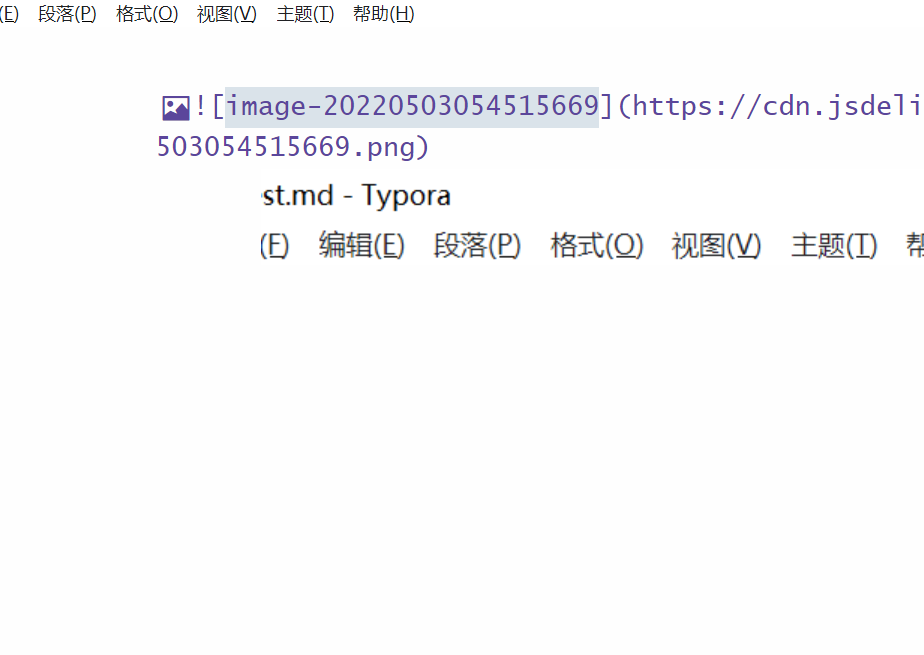 (E) 段落(P) 格式(O) 视图(V) 主题(T) 帮助(H)
![image-20220503054515669](https://cdn.jsdeli
503054515669.png)
st.md - Typora
(F) 编辑(E) 段落(P) 格式(O) 视图(V) 主题(T) 帮